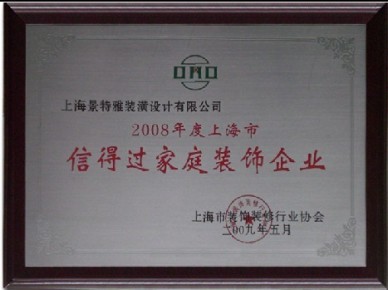 上海景特雅装潢设计有限公司
2008年度上海市
信得过家庭装饰企业
上海市装饰装修行业协会
二00九年五月